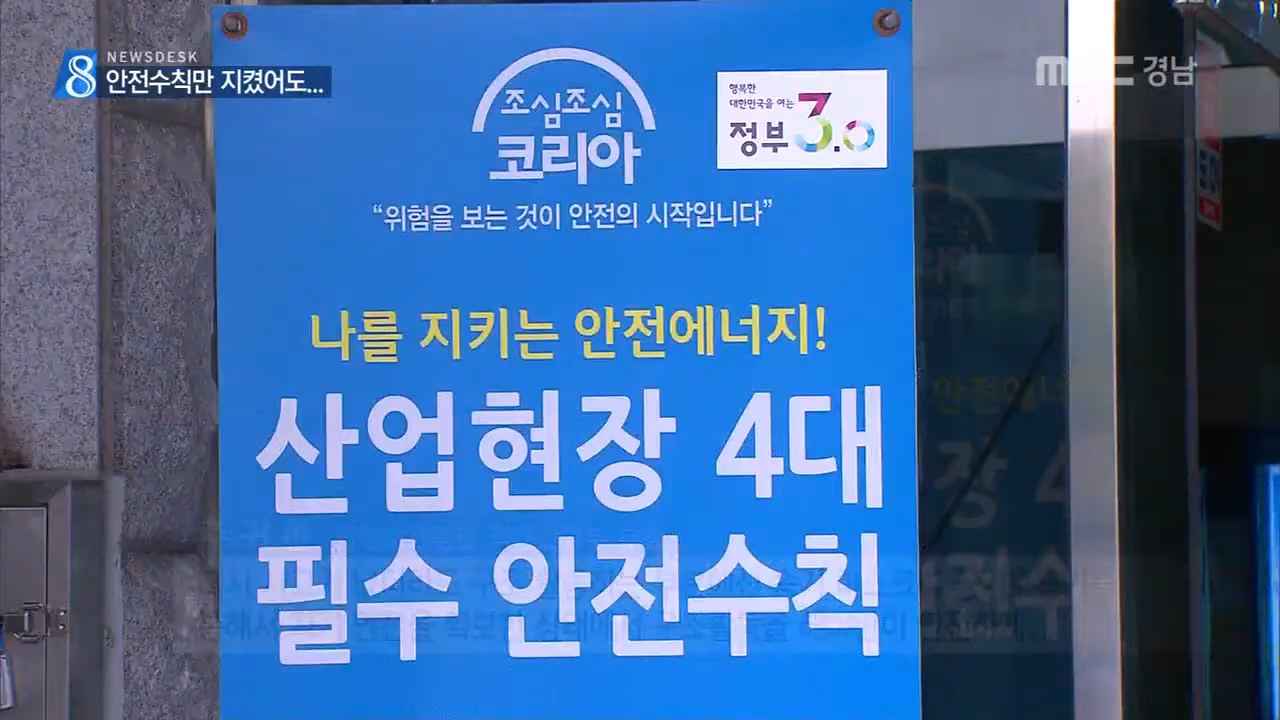 NEWSDESK
8 안전수칙만 지켰어도...
MBC 경남
조심조심
코리아
행복한
대한민국을 여는
정부3.0
“위험을 보는 것이 안전의 시작입니다”
나를 지키는 안전에너지!
산업현장 4대
필수 안전수칙